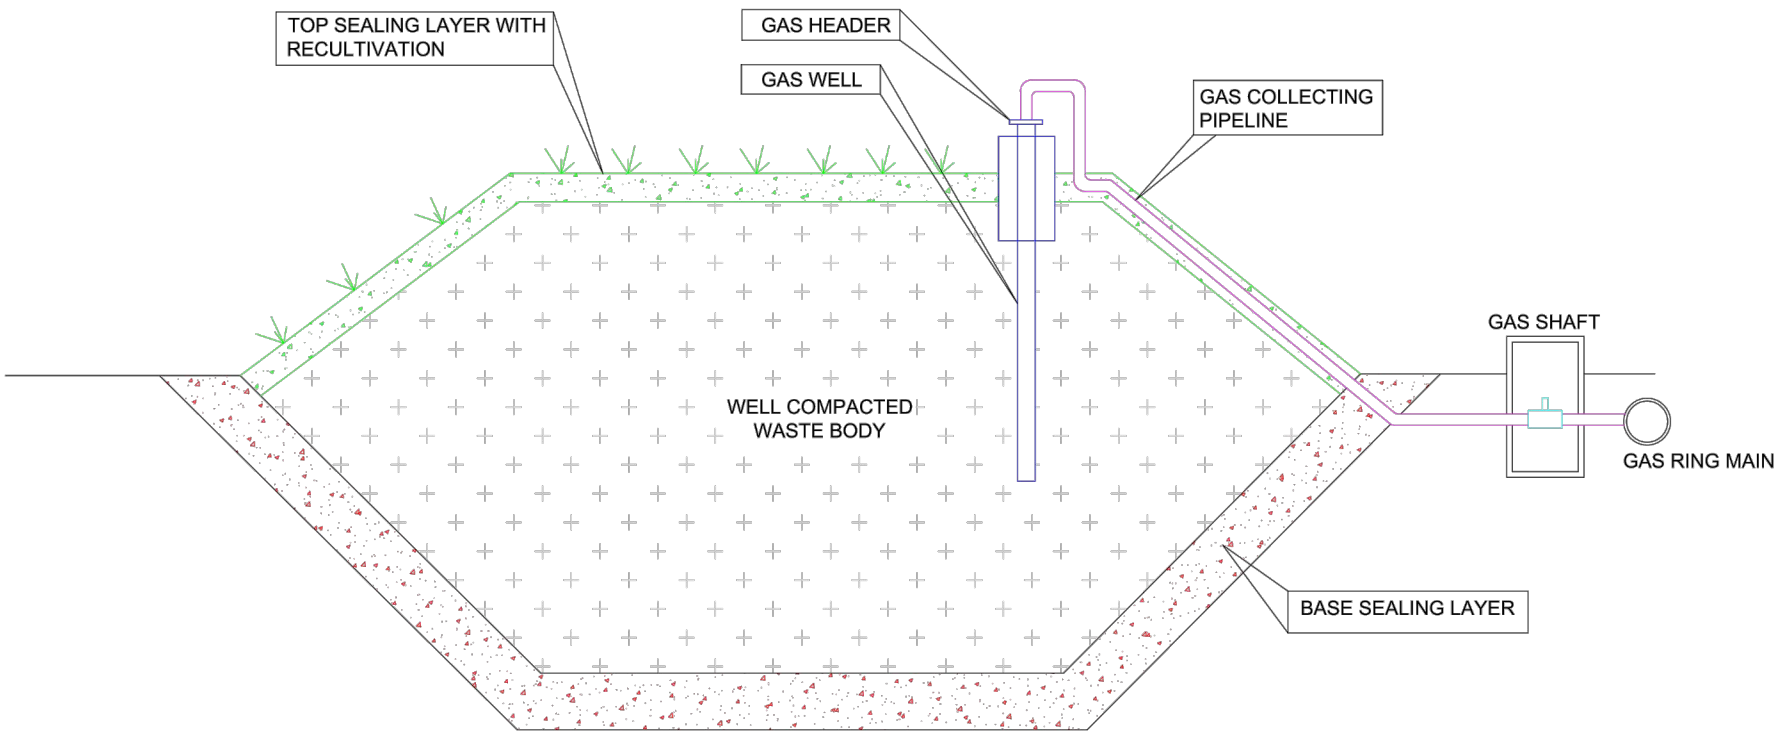 TOP SEALING LAYER WITH
RECULTIVATION
GAS HEADER
GAS WELL
GAS COLLECTING
PIPELINE
GAS SHAFT
WELL COMPACTED
WASTE BODY
GAS RING MAIN
BASE SEALING LAYER